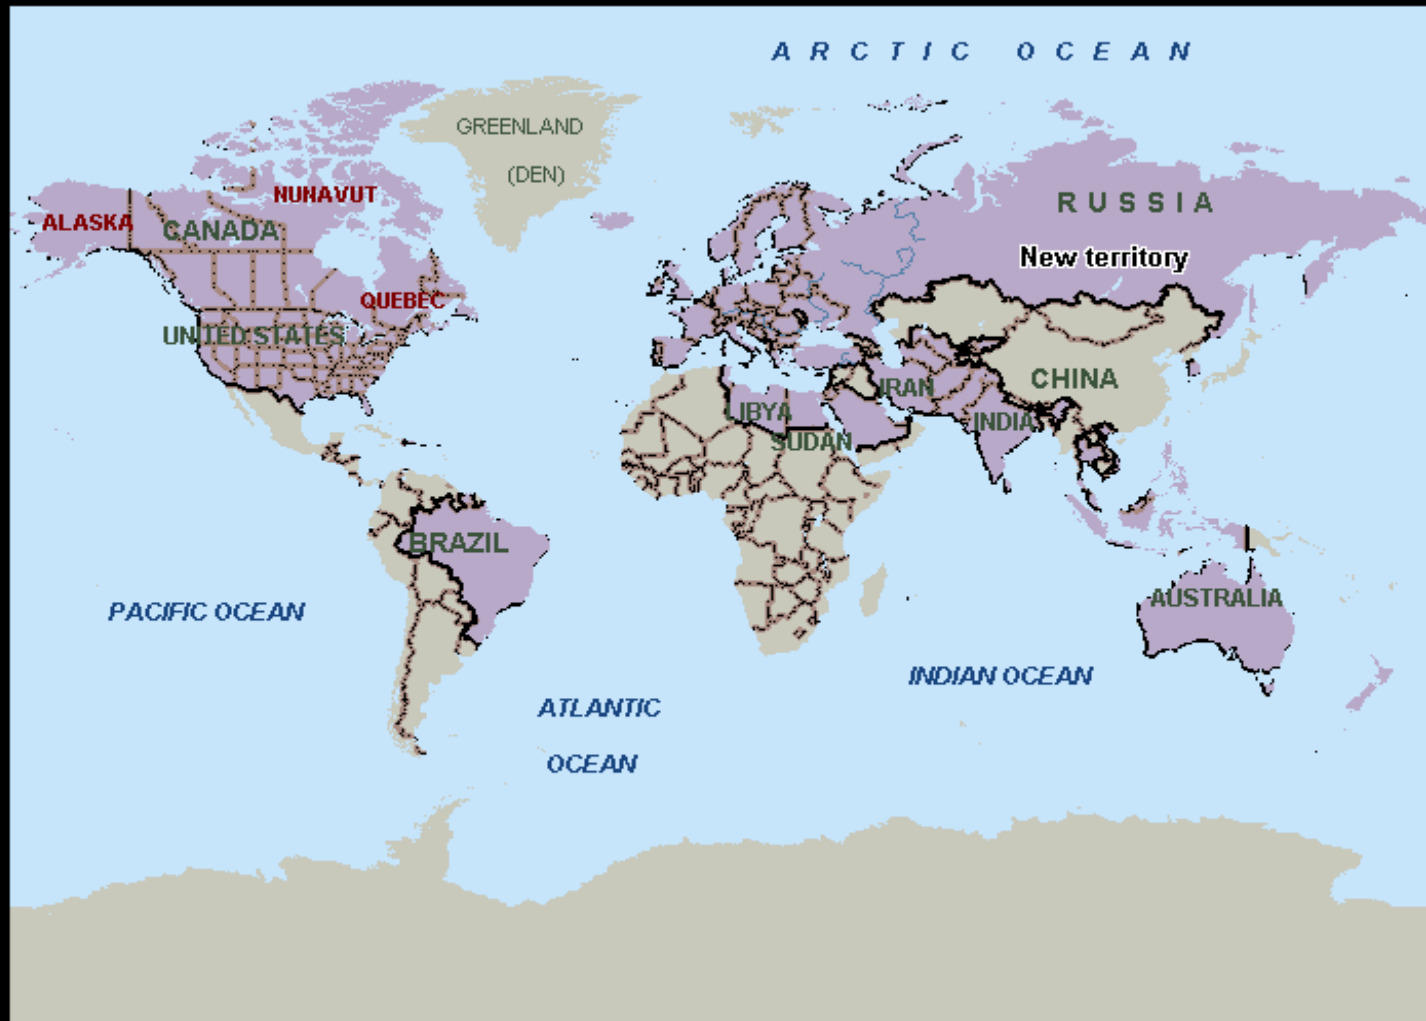 ARCTIC OCEAN
GREENLAND
(DEN)
NUNAVUT
RUSSIA
ALASKA
CANADA
New territory
QUEBEC
UNITED STATES
CHINA
IRAN
LIBYA
INDIA
SUDAN
BRAZIL
AUSTRALIA
PACIFIC OCEAN
INDIAN OCEAN
ATLANTIC
OCEAN